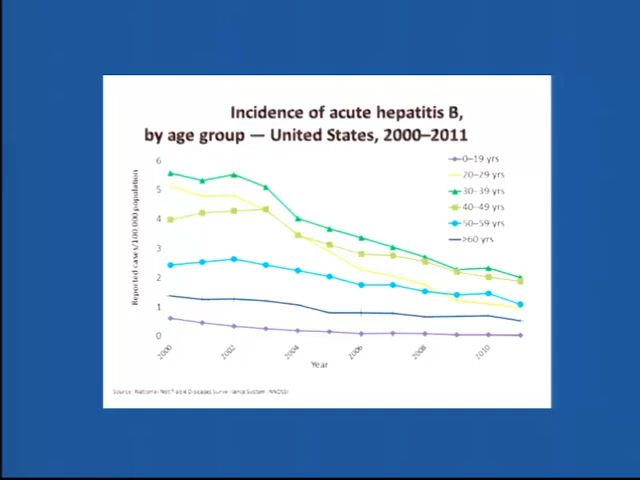 Incidence of acute hepatitis B,
by age group — United States, 2000–2011
Reported cases/100,000 population
6
5
4
3
2
1
0
2000
2002
2004
2006
2008
2010
Year
0–19 yrs
20–29 yrs
30–39 yrs
40–49 yrs
50–59 yrs
>60 yrs
Source: National Notifiable Diseases Surveillance System (NNDSS)